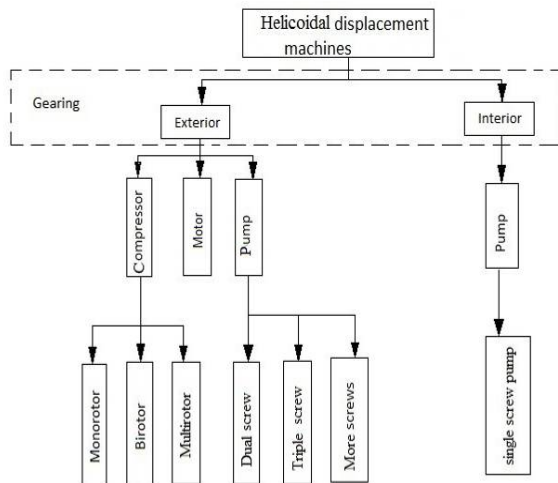 Helicoidal displacement
machines
Gearing
Exterior
Interior
Compressor
Motor
Pump
Pump
Monorotor
Birotor
Multirotor
Dual screw
Triple screw
More screws
single screw pump